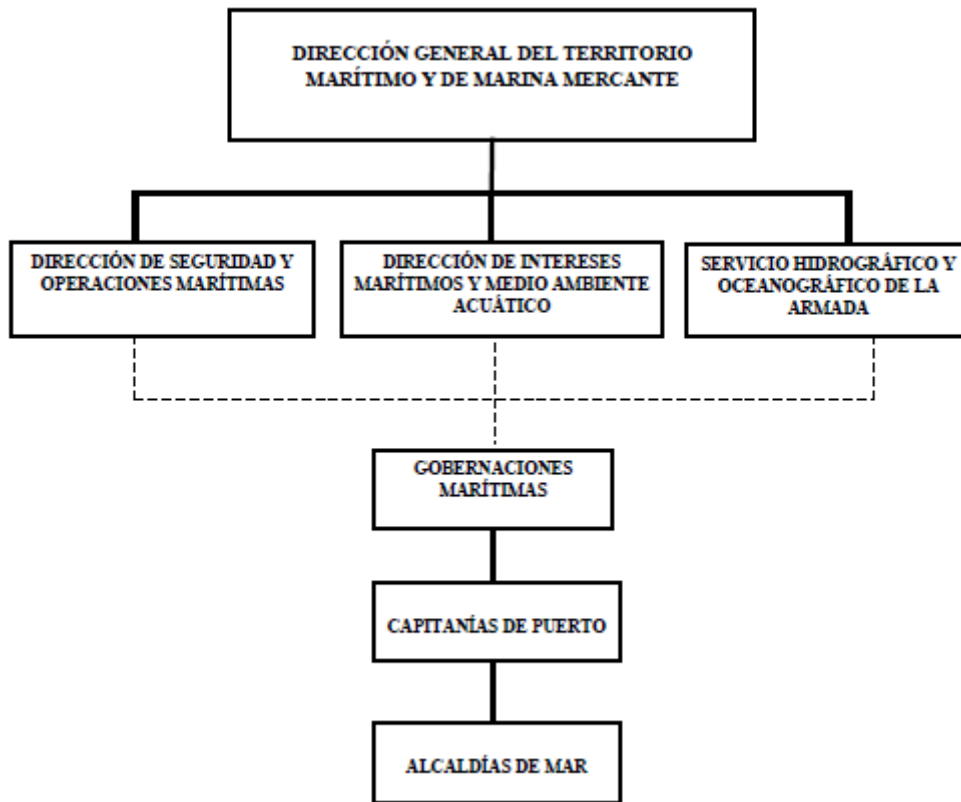 DIRECCIÓN GENERAL DEL TERRITORIO
MARÍTIMO Y DE MARINA MERCANTE
DIRECCIÓN DE SEGURIDAD Y
OPERACIONES MARÍTIMAS
DIRECCIÓN DE INTERESES
MARÍTIMOS Y MEDIO AMBIENTE
ACUÁTICO
SERVICIO HIDROGRÁFICO Y
OCEANOGRÁFICO DE LA
ARMADA
GOBERNACIONES
MARÍTIMAS
CAPITANÍAS DE PUERTO
ALCALDÍAS DE MAR